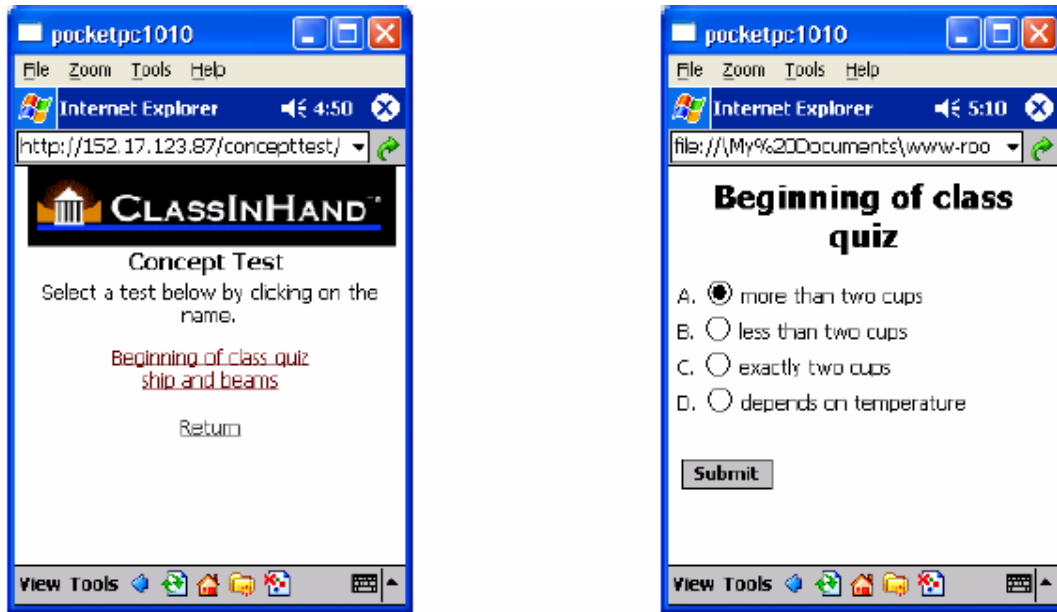 pocketpc1010
File Zoom Tools Help
Internet Explorer 4:50
http://152.17.123.87/concepttest/
CLASSINHAND™
Concept Test
Select a test below by clicking on the
name.
Beginning of class quiz
ship and beams
Return
View Tools
pocketpc1010
File Zoom Tools Help
Internet Explorer 5:10
file://\My%20Documents\www-roo
Beginning of class
quiz
A. more than two cups
B. less than two cups
C. exactly two cups
D. depends on temperature
Submit
View Tools